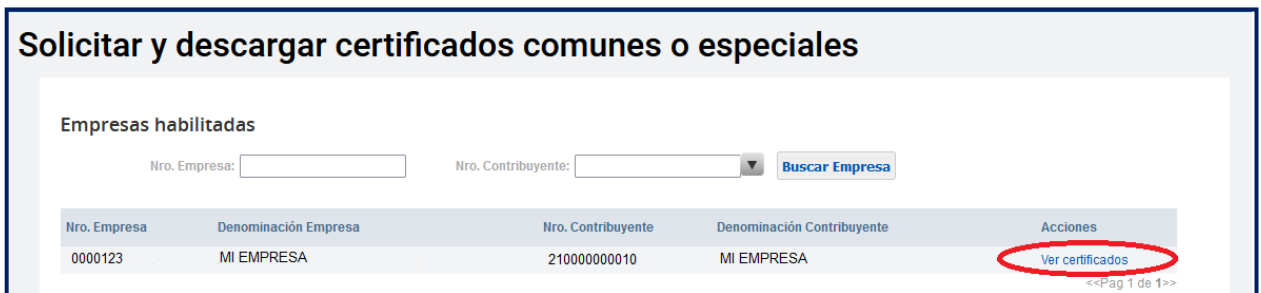 Solicitar y descargar certificados comunes o especiales
Empresas habilitadas
Nro. Empresa: Nro. Contribuyente: Buscar Empresa
Nro. Empresa Denominación Empresa Nro. Contribuyente Denominación Contribuyente Acciones
0000123 MI EMPRESA 210000000010 MI EMPRESA Ver certificados
<<Pag 1 de 1>>